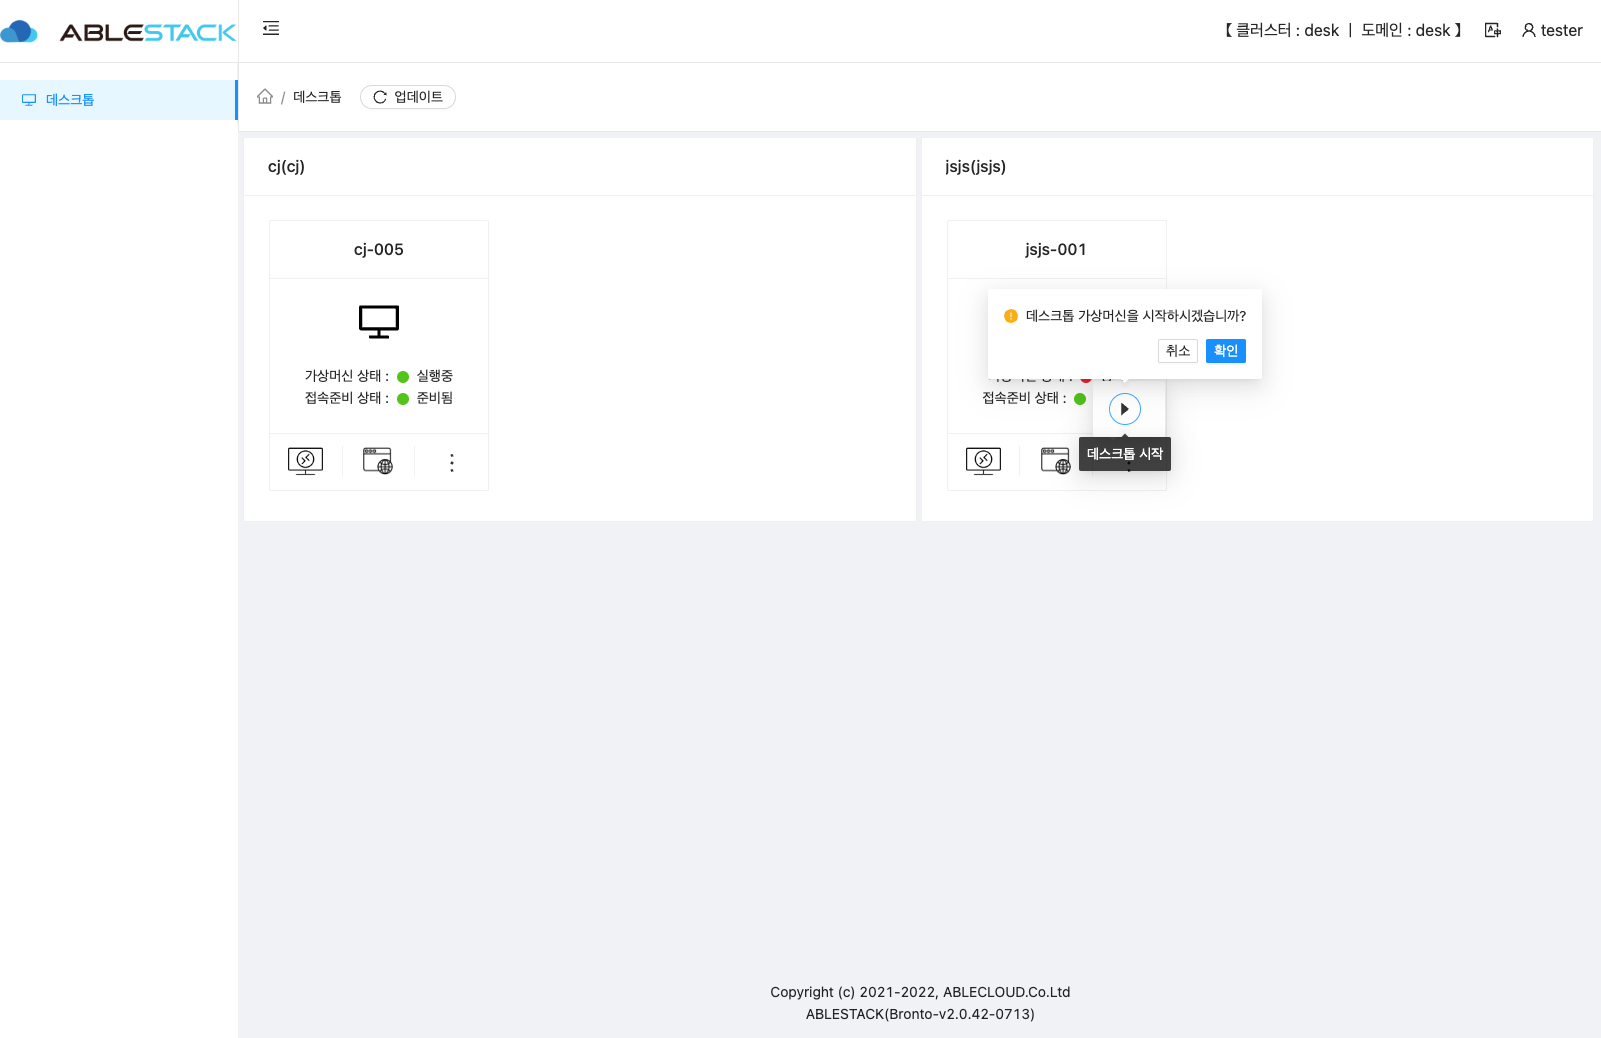 ABLESTACK
【 클러스터 : desk | 도메인 : desk 】 tester
데스크톱
/ 데스크톱 업데이트
cj(cj)
cj-005
가상머신 상태 : 실행중
접속준비 상태 : 준비됨
jsjs(jsjs)
jsjs-001
데스크톱 가상머신을 시작하시겠습니까?
취소 확인
접속준비 상태 :
데스크톱 시작
Copyright (c) 2021-2022, ABLECLOUD.Co.Ltd
ABLESTACK(Bronto-v2.0.42-0713)